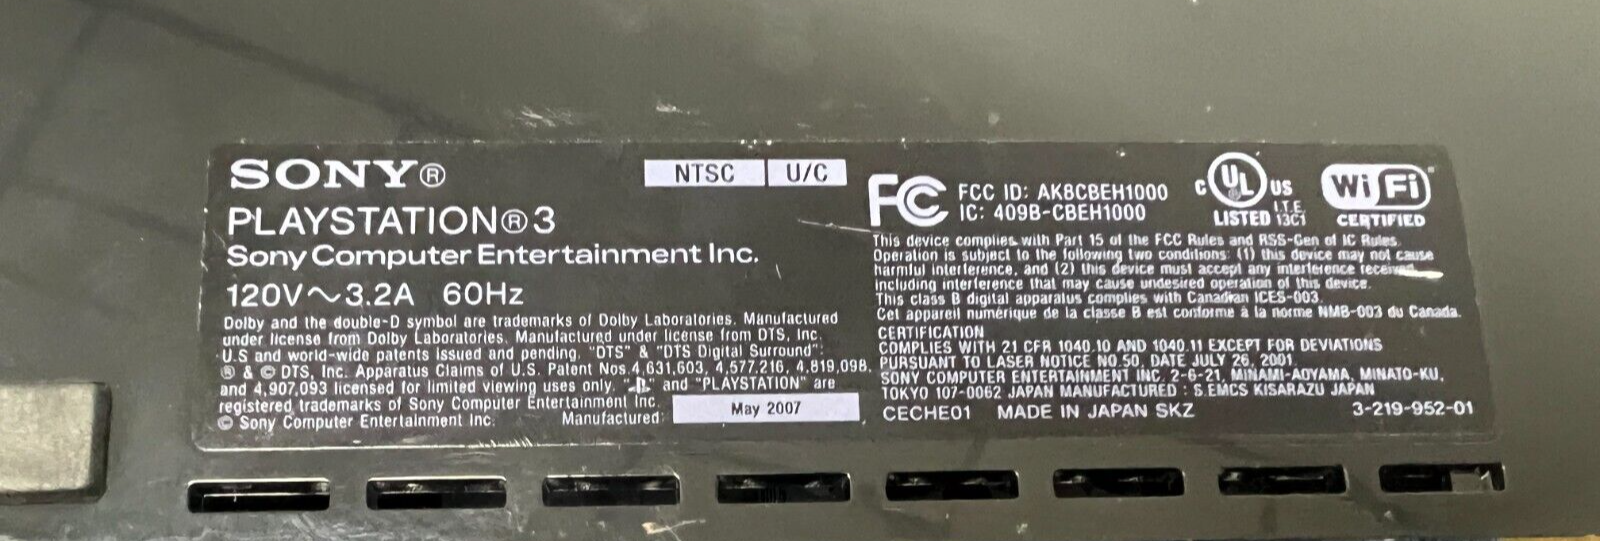 SONY®
PLAYSTATION®3
Sony Computer Entertainment Inc.
120V~3.2A 60Hz
Dolby and the double-D symbol are trademarks of Dolby Laboratories. Manufactured
under license from Dolby Laboratories. Manufactured under license from DTS, Inc.
U.S and world-wide patents issued and pending. "DTS" & "DTS Digital Surround":
® & © DTS, Inc. Apparatus Claims of U.S. Patent Nos.4,631,603, 4,577,216, 4,819,098,
and 4,907,093 licensed for limited viewing uses only. " " and "PLAYSTATION" are
registered trademarks of Sony Computer Entertainment Inc.
© Sony Computer Entertainment Inc. Manufactured: May 2007
NTSC U/C
FC FCC ID: AK8CBEH1000
IC: 409B-CBEH1000
C UL US
LISTED I.T.E. 13C1
Wi Fi
CERTIFIED
This device complies with Part 15 of the FCC Rules and RSS-Gen of IC Rules.
Operation is subject to the following two conditions: (1) this device may not cause
harmful interference, and (2) this device must accept any interference received,
including interference that may cause undesired operation of this device.
This class B digital apparatus complies with Canadian ICES-003.
Cet appareil numérique de la classe B est conforme à la norme NMB-003 du Canada.
CERTIFICATION
COMPLIES WITH 21 CFR 1040.10 AND 1040.11 EXCEPT FOR DEVIATIONS
PURSUANT TO LASER NOTICE NO.50, DATE JULY 26, 2001.
SONY COMPUTER ENTERTAINMENT INC. 2-6-21, MINAMI-AOYAMA, MINATO-KU,
TOKYO 107-0062 JAPAN MANUFACTURED : S.EMCS KISARAZU JAPAN
CECHE01 MADE IN JAPAN SKZ 3-219-952-01